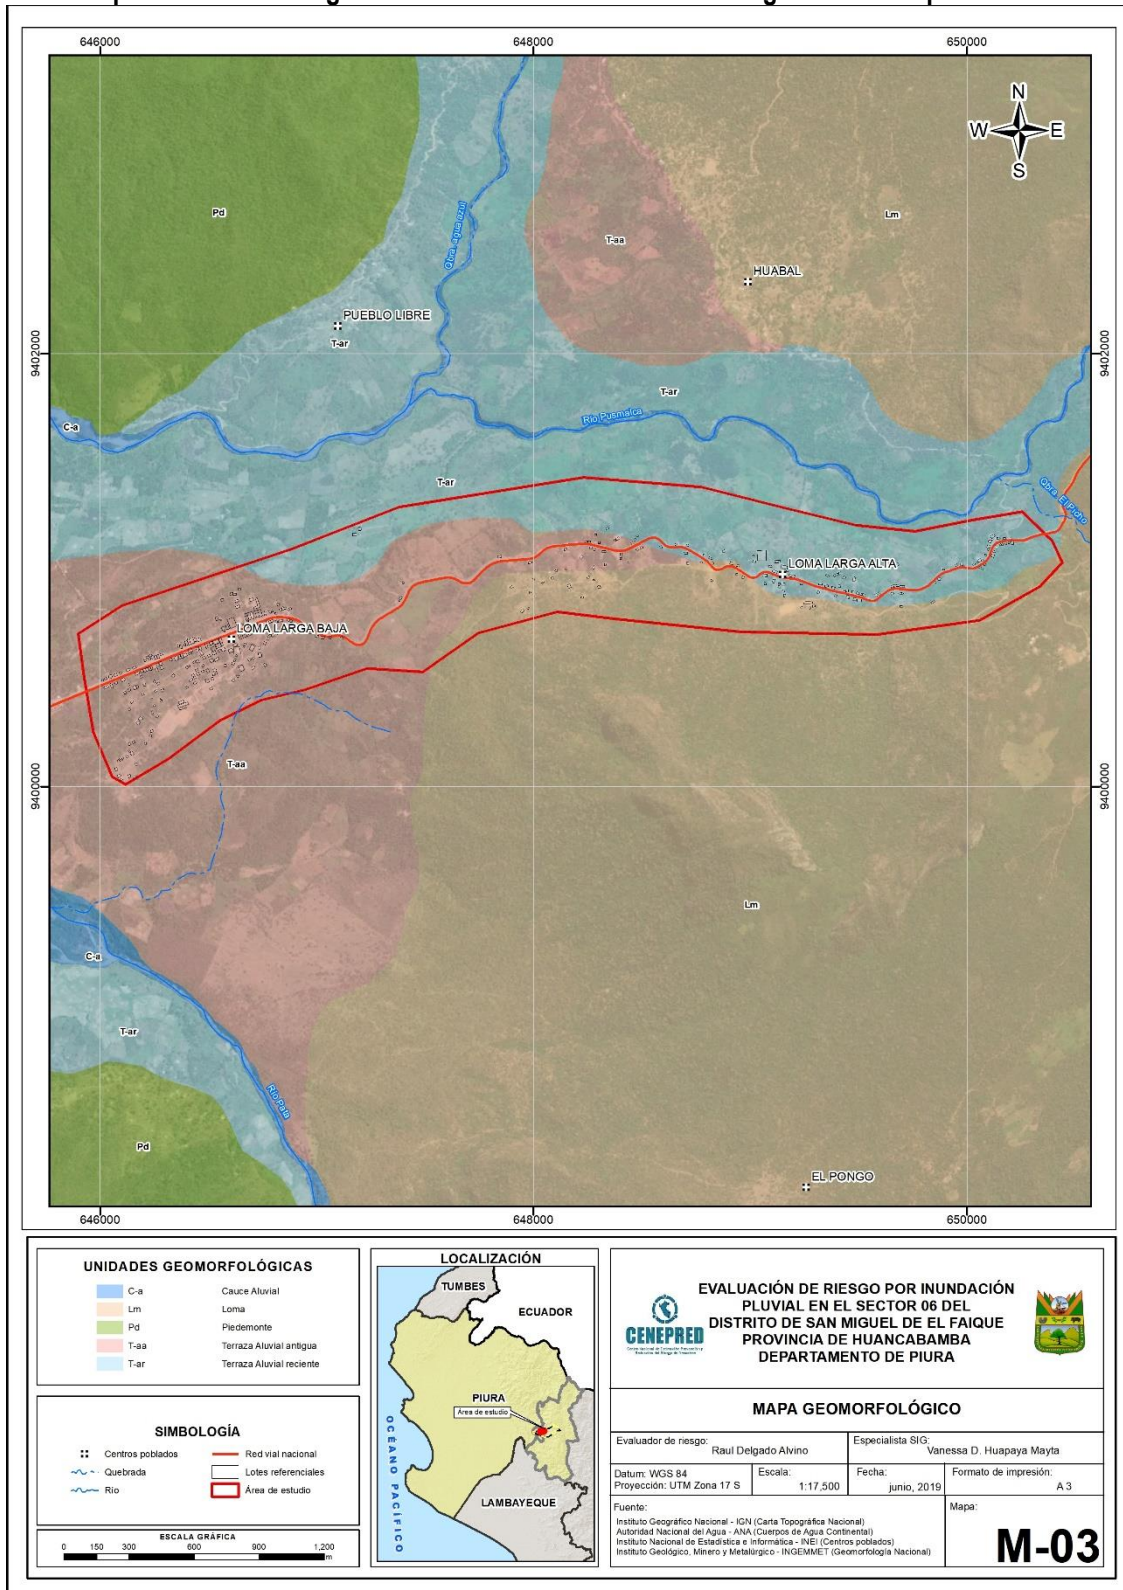 646000
648000
650000
N
W
E
S
Pd
Lm
T-aa
Qbra. Agua azul
HUABAL
PUEBLO LIBRE
T-ar
9402000
9402000
T-ar
C-a
Río Pusmalca
T-ar
Qbra. El Picho
LOMA LARGA ALTA
LOMA LARGA BAJA
T-aa
9400000
9400000
Lm
C-a
T-ar
Río Pata
Pd
EL PONGO
646000
648000
650000
UNIDADES GEOMORFOLÓGICAS
C-a Cauce Aluvial
Lm Loma
Pd Piedemonte
T-aa Terraza Aluvial antigua
T-ar Terraza Aluvial reciente
SIMBOLOGÍA
Centros poblados
Red vial nacional
Quebrada
Lotes referenciales
Río
Área de estudio
ESCALA GRÁFICA
0 150 300 600 900 1,200
m
LOCALIZACIÓN
TUMBES
ECUADOR
PIURA
Área de estudio
OCÉANO PACÍFICO
LAMBAYEQUE
CENEPRED
EVALUACIÓN DE RIESGO POR INUNDACIÓN
PLUVIAL EN EL SECTOR 06 DEL
DISTRITO DE SAN MIGUEL DE EL FAIQUE
PROVINCIA DE HUANCABAMBA
DEPARTAMENTO DE PIURA
MAPA GEOMORFOLÓGICO
Evaluador de riesgo:
Raul Delgado Alvino
Especialista SIG:
Vanessa D. Huapaya Mayta
Datum: WGS 84
Proyección: UTM Zona 17 S
Escala:
1:17,500
Fecha:
junio, 2019
Formato de impresión:
A 3
Fuente:
Instituto Geográfico Nacional - IGN (Carta Topográfica Nacional)
Autoridad Nacional del Agua - ANA (Cuerpos de Agua Continental)
Instituto Nacional de Estadística e Informática - INEI (Centros poblados)
Instituto Geológico, Minero y Metalúrgico - INGEMMET (Geomorfología Nacional)
Mapa:
M-03